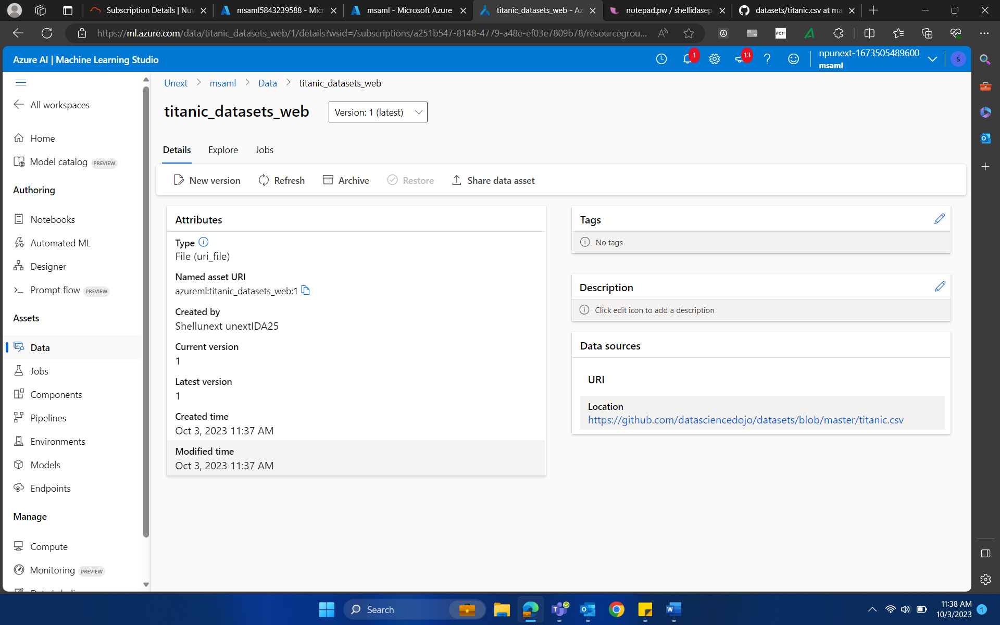 Subscription Details | Nuv
msaml5843239588 - Micr
msaml - Microsoft Azure
titanic_datasets_web - Az
notepad.pw / shellidasep
datasets/titanic.csv at ma
https://ml.azure.com/data/titanic_datasets_web/1/details?wsid=/subscriptions/a251b547-8148-4779-a48e-ef03e7809b78/resourcegrou...
Azure AI | Machine Learning Studio
1
13
npunext-1673505489600
msaml
S
All workspaces
Home
Model catalog PREVIEW
Authoring
Notebooks
Automated ML
Designer
Prompt flow PREVIEW
Assets
Data
Jobs
Components
Pipelines
Environments
Models
Endpoints
Manage
Compute
Monitoring PREVIEW
Unext > msaml > Data > titanic_datasets_web
titanic_datasets_web
Version: 1 (latest)
Details Explore Jobs
New version Refresh Archive Restore Share data asset
Attributes
Type
File (uri_file)
Named asset URI
azureml:titanic_datasets_web:1
Created by
Shellunext unextIDA25
Current version
1
Latest version
1
Created time
Oct 3, 2023 11:37 AM
Modified time
Oct 3, 2023 11:37 AM
Tags
No tags
Description
Click edit icon to add a description
Data sources
URI
Location
https://github.com/datasciencedojo/datasets/blob/master/titanic.csv
Search
11:38 AM
10/3/2023
1